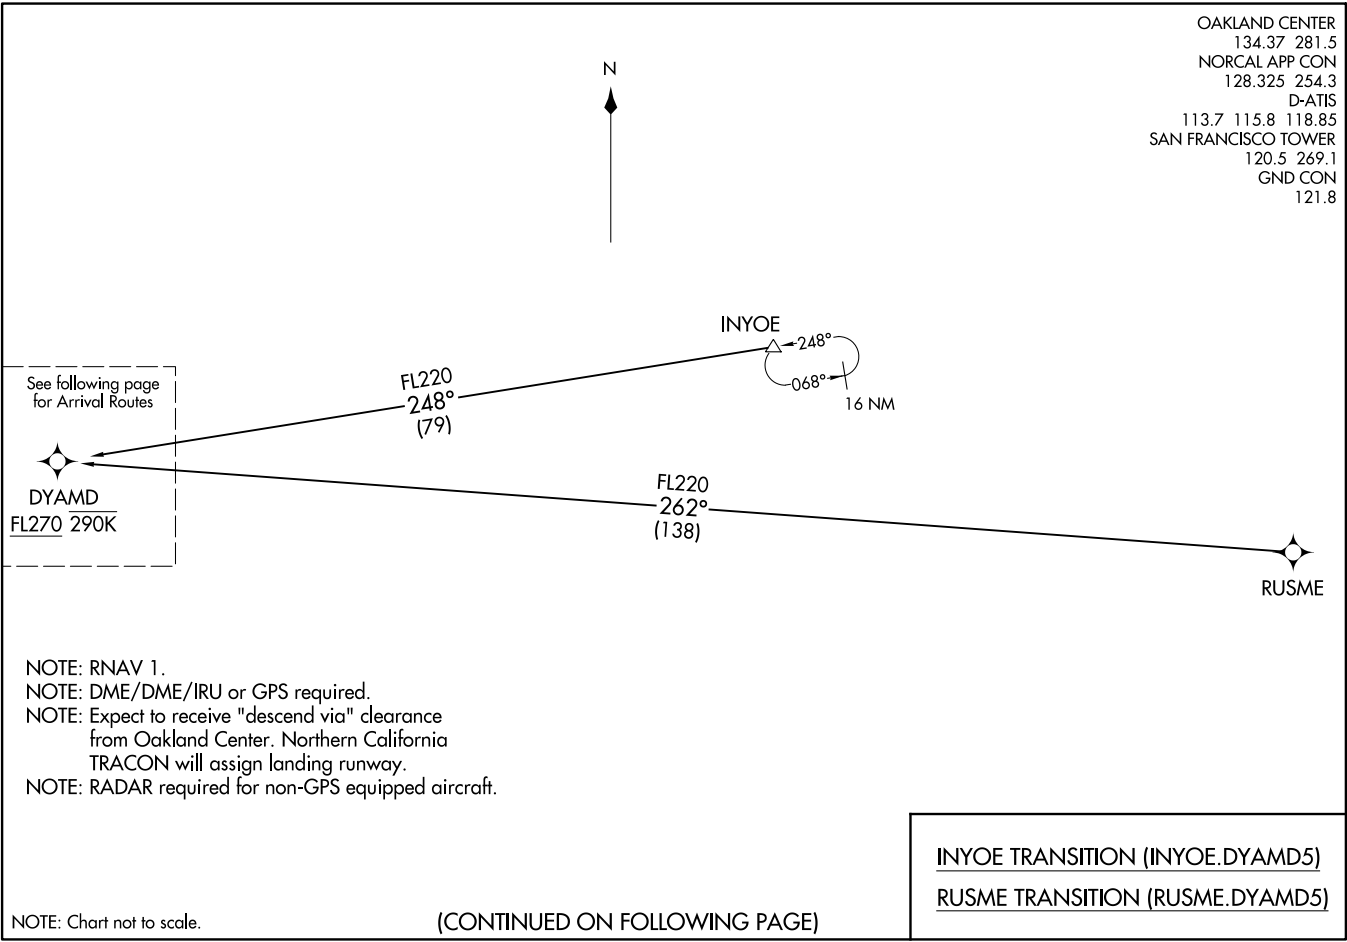 OAKLAND CENTER
134.37 281.5
NORCAL APP CON
128.325 254.3
D-ATIS
113.7 115.8 118.85
SAN FRANCISCO TOWER
120.5 269.1
GND CON
121.8
N
INYOE
248°
068°
16 NM
FL220
248°
(79)
See following page
for Arrival Routes
DYAMD
FL270 290K
FL220
262°
(138)
RUSME
NOTE: RNAV 1.
NOTE: DME/DME/IRU or GPS required.
NOTE: Expect to receive "descend via" clearance
from Oakland Center. Northern California
TRACON will assign landing runway.
NOTE: RADAR required for non-GPS equipped aircraft.
INYOE TRANSITION (INYOE.DYAMD5)
RUSME TRANSITION (RUSME.DYAMD5)
NOTE: Chart not to scale.
(CONTINUED ON FOLLOWING PAGE)